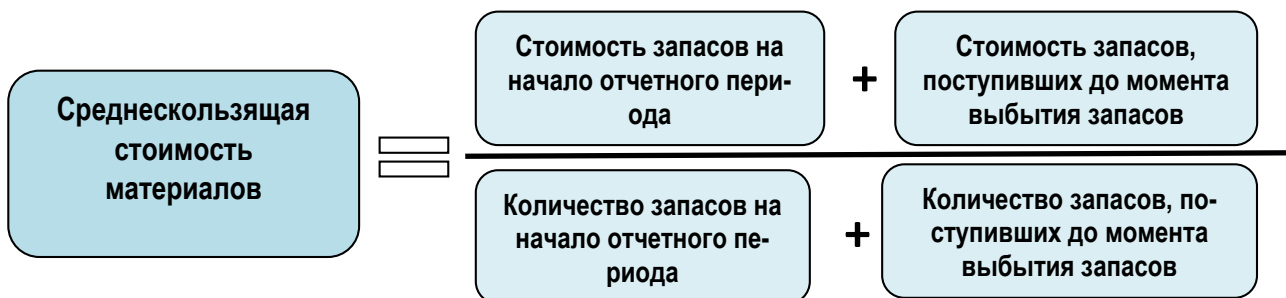 Среднескользящая
стоимость
материалов
Стоимость запасов на
начало отчетного пери-
ода
+
Стоимость запасов,
поступивших до момента
выбытия запасов
Количество запасов на
начало отчетного пе-
риода
+
Количество запасов, по-
ступивших до момента
выбытия запасов